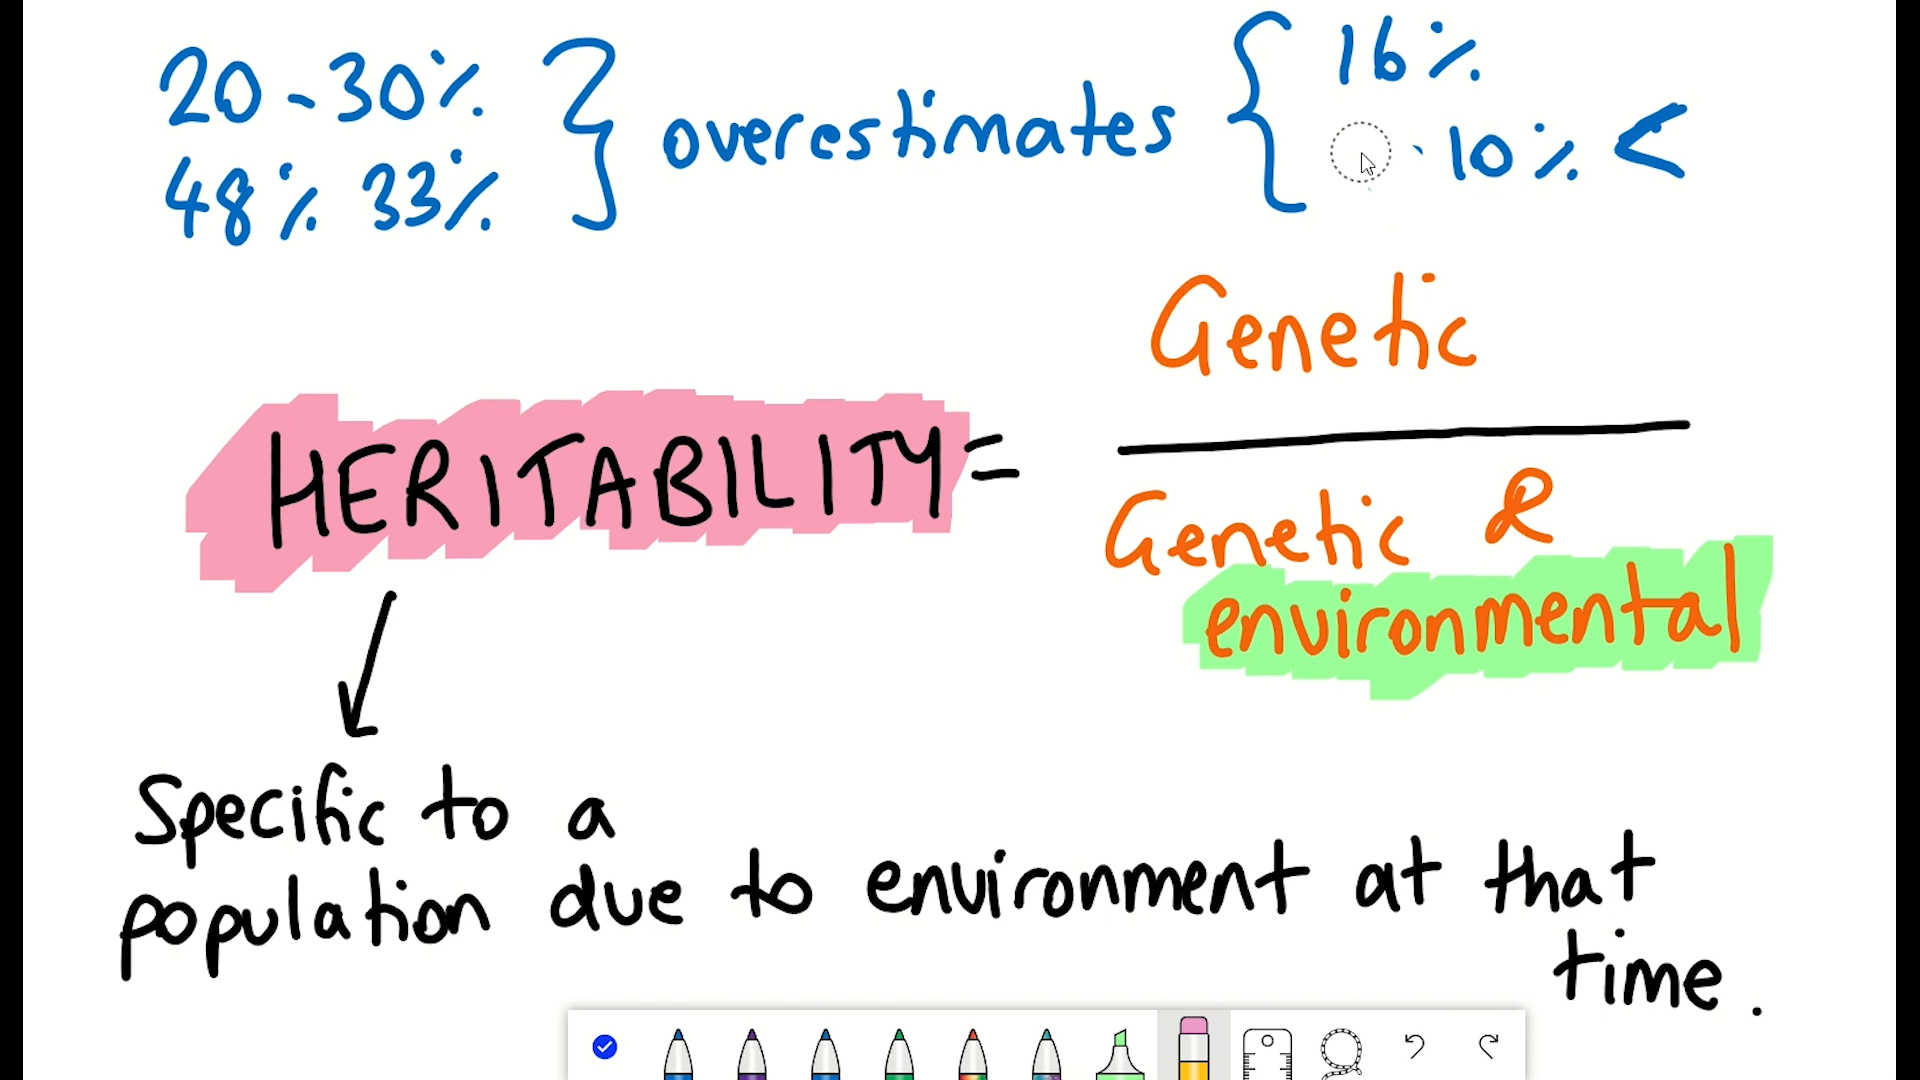 20 - 30% } overestimates { 16%
48% 33% 10% <
Genetic
HERITABILITY =
Genetic &
environmental
Specific to a
population due to environment at that
time.